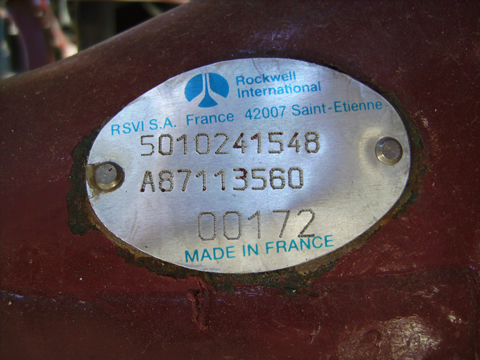 Rockwell
International
RSVI S.A. France 42007 Saint-Etienne
5010241548
A87113560
00172
MADE IN FRANCE